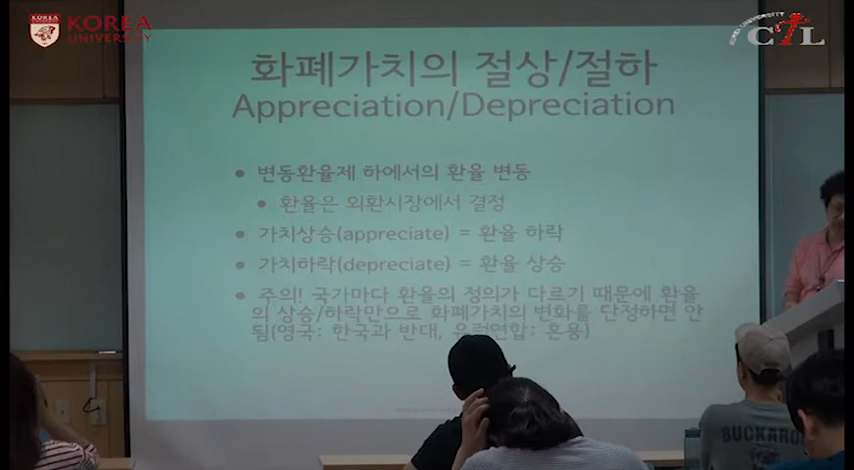 KOREA
UNIVERSITY
KOREA UNIVERSITY
CTL
화폐가치의 절상/절하
Appreciation/Depreciation
• 변동환율제 하에서의 환율 변동
• 환율은 외환시장에서 결정
• 가치상승(appreciate) = 환율 하락
• 가치하락(depreciate) = 환율 상승
• 주의! 국가마다 환율의 정의가 다르기 때문에 환율
의 상승/하락만으로 화폐가치의 변화를 단정하면 안
됨(영국: 한국과 반대, 유럽연합: 혼용)
BUCKARO